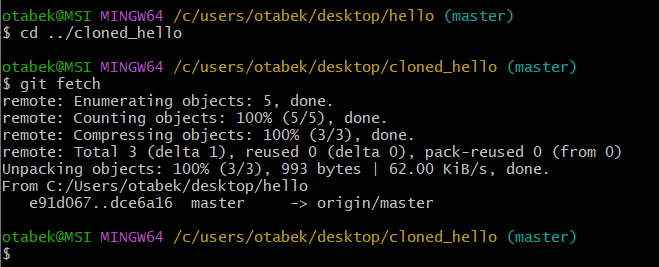 otabek@MSI MINGW64 /c/users/otabek/desktop/hello (master)
$ cd ../cloned_hello
otabek@MSI MINGW64 /c/users/otabek/desktop/cloned_hello (master)
$ git fetch
remote: Enumerating objects: 5, done.
remote: Counting objects: 100% (5/5), done.
remote: Compressing objects: 100% (3/3), done.
remote: Total 3 (delta 1), reused 0 (delta 0), pack-reused 0 (from 0)
Unpacking objects: 100% (3/3), 993 bytes | 62.00 KiB/s, done.
From C:/Users/otabek/desktop/hello
   e91d067..dce6a16  master     -> origin/master
otabek@MSI MINGW64 /c/users/otabek/desktop/cloned_hello (master)
$